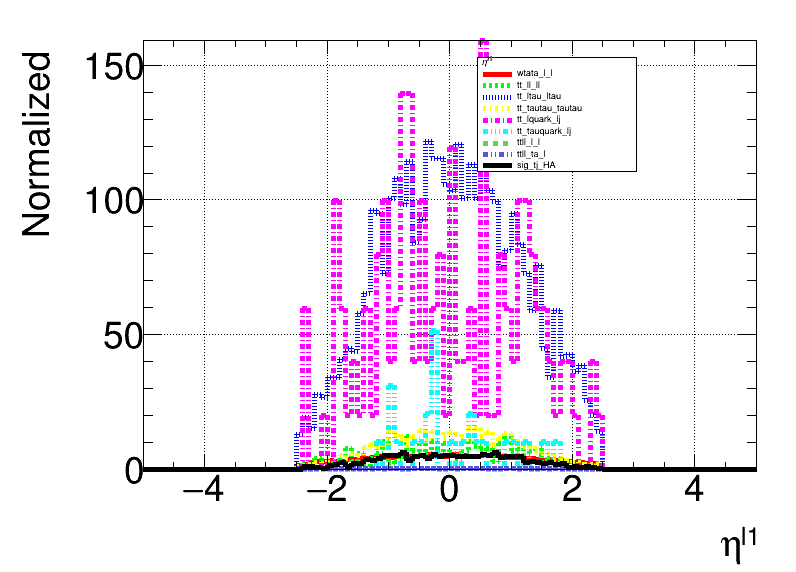 Normalized
150
100
50
0
η^l1
wtata_l_l
tt_ll_ll
tt_ltau_ltau
tt_tautau_tautau
tt_lquark_lj
tt_tauquark_lj
ttll_l_l
ttll_ta_l
sig_tj_HA
−4 −2 0 2 4
η^l1